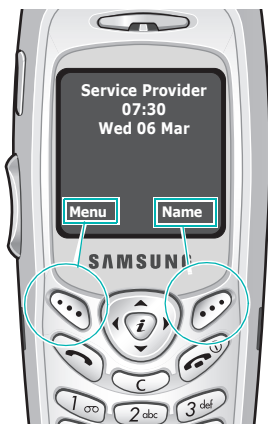 Service Provider
07:30
Wed 06 Mar
Menu Name
SAMSUNG
i
C
1 2 abc 3 def